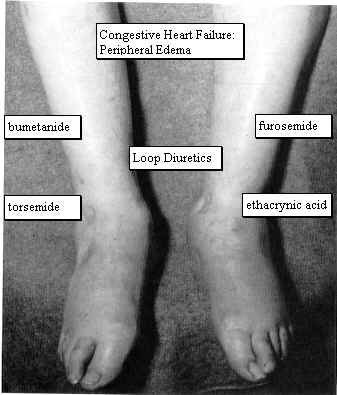 Congestive Heart Failure:
Peripheral Edema
bumetanide
furosemide
Loop Diuretics
torsemide
ethacrynic acid